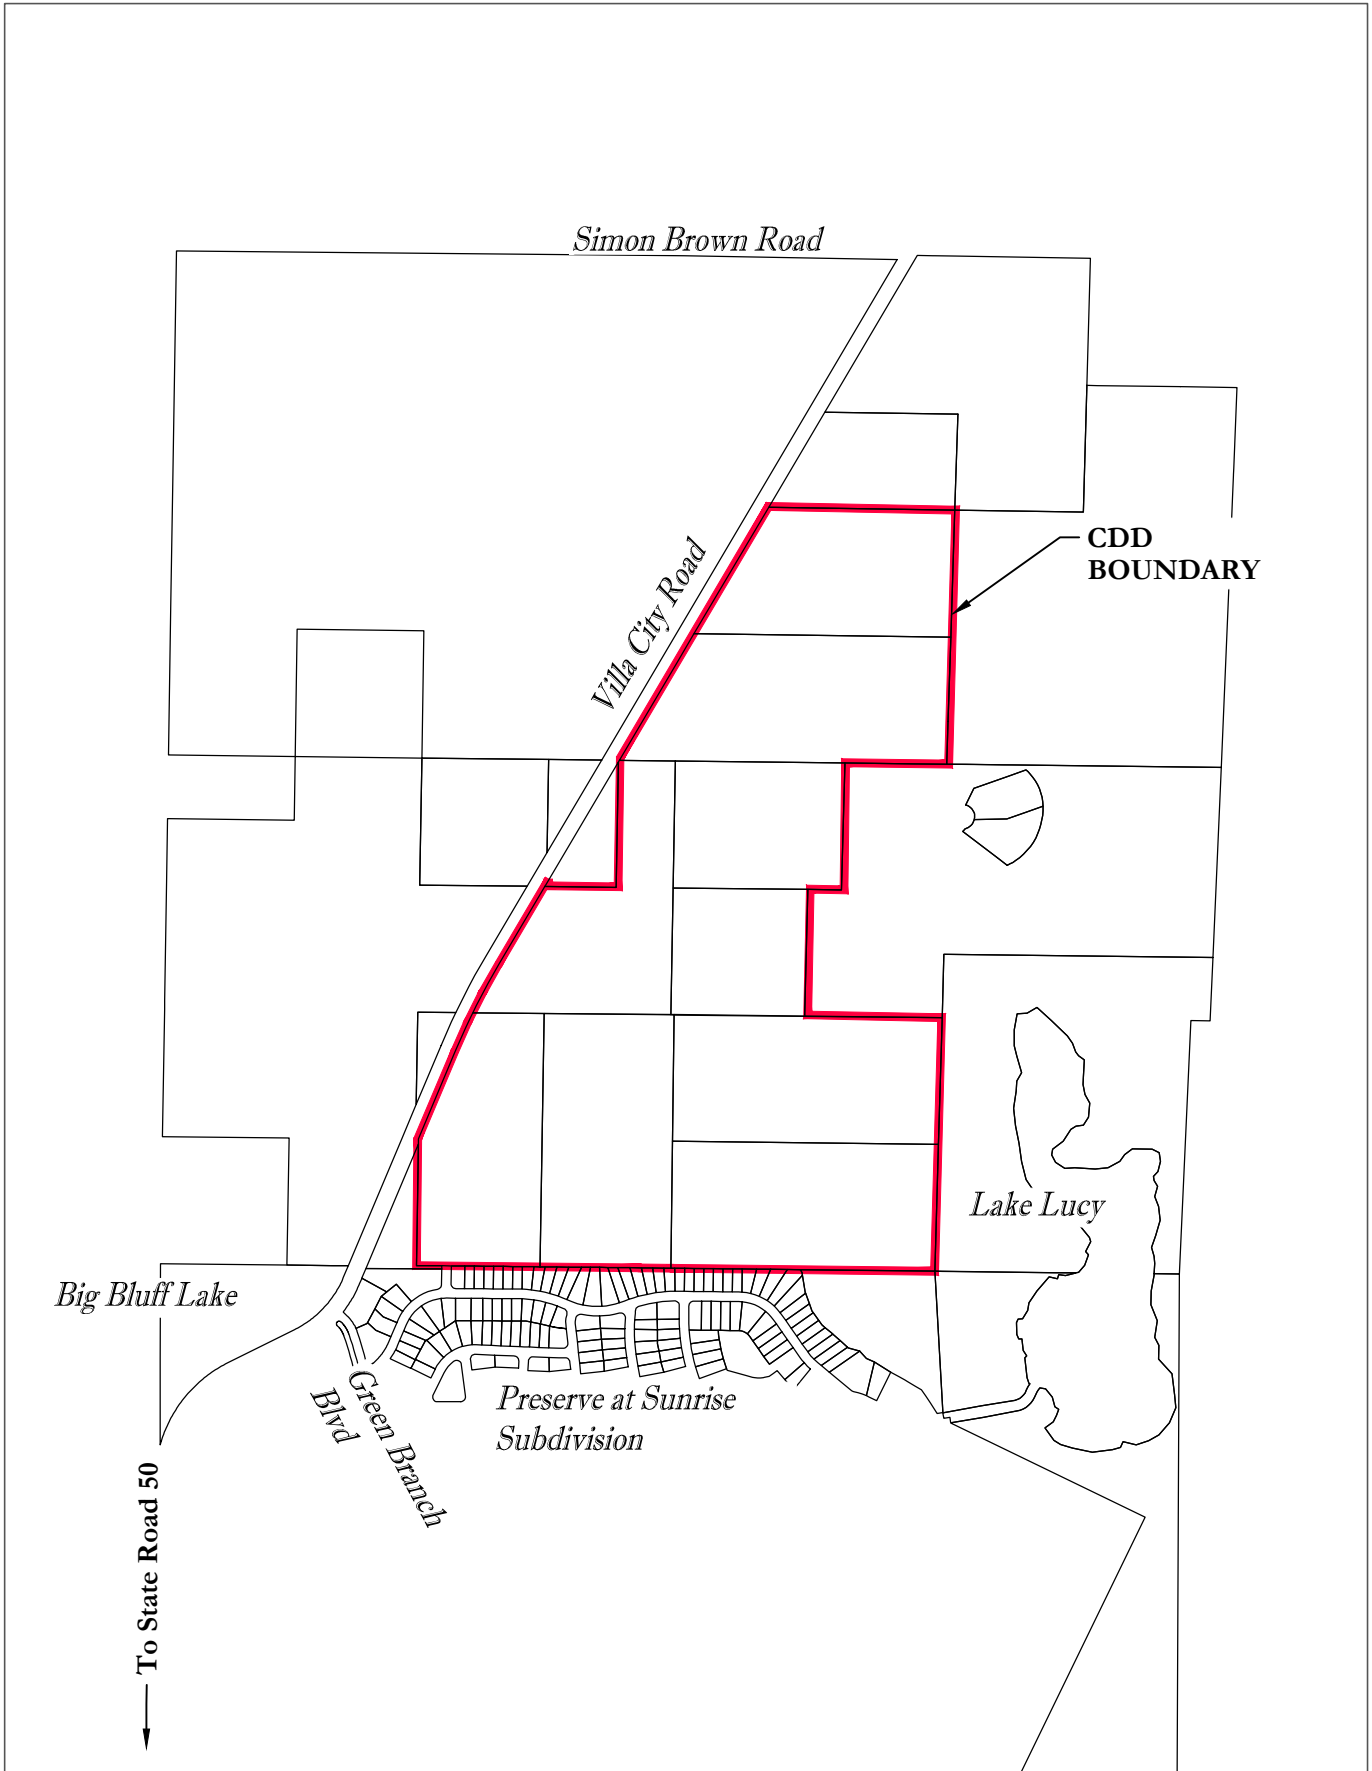 Simon Brown Road
CDD
BOUNDARY
Villa City Road
Lake Lucy
Big Bluff Lake
Green Branch
Blvd
Preserve at Sunrise
Subdivision
To State Road 50